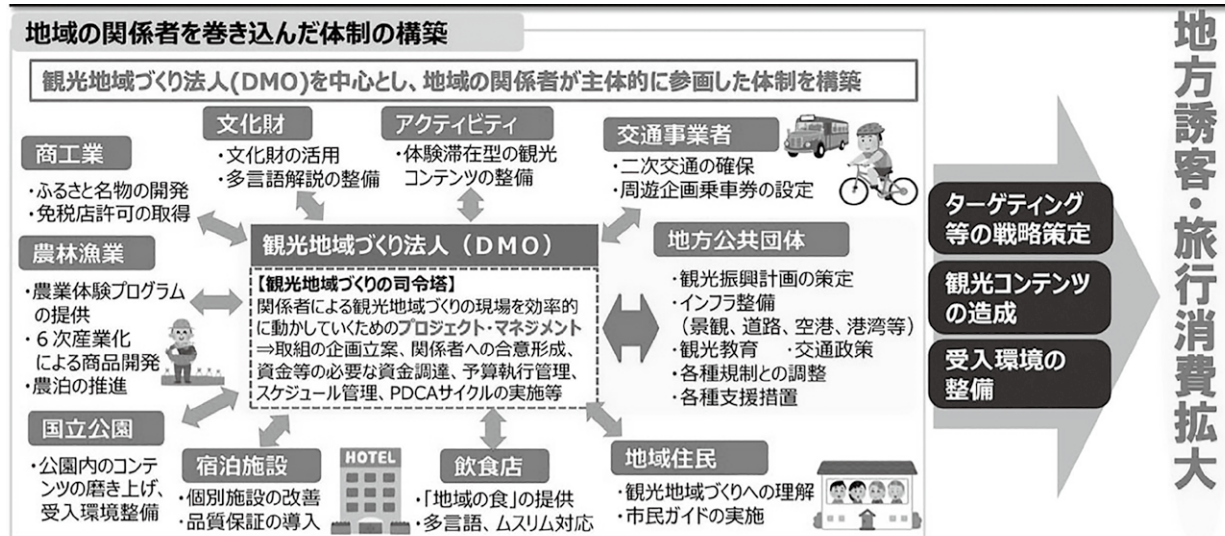 地域の関係者を巻き込んだ体制の構築
観光地域づくり法人(DMO)を中心とし、地域の関係者が主体的に参画した体制を構築
商工業
・ふるさと名物の開発
・免税店許可の取得
文化財
・文化財の活用
・多言語解説の整備
アクティビティ
・体験滞在型の観光
コンテンツの整備
交通事業者
・二次交通の確保
・周遊企画乗車券の設定
農林漁業
・農業体験プログラム
の提供
・６次産業化
による商品開発
・農泊の推進
観光地域づくり法人（DMO）
【観光地域づくりの司令塔】
関係者による観光地域づくりの現場を効率的
に動かしていくためのプロジェクト・マネジメント
⇒取組の企画立案、関係者への合意形成、
資金等の必要な資金調達、予算執行管理、
スケジュール管理、PDCAサイクルの実施等
地方公共団体
・観光振興計画の策定
・インフラ整備
（景観、道路、空港、港湾等）
・観光教育 ・交通政策
・各種規制との調整
・各種支援措置
国立公園
・公園内のコンテ
ンツの磨き上げ、
受入環境整備
宿泊施設
・個別施設の改善
・品質保証の導入
HOTEL
飲食店
・「地域の食」の提供
・多言語、ムスリム対応
地域住民
・観光地域づくりへの理解
・市民ガイドの実施
ターゲティング
等の戦略策定
観光コンテンツ
の造成
受入環境の
整備
地方誘客・旅行消費拡大